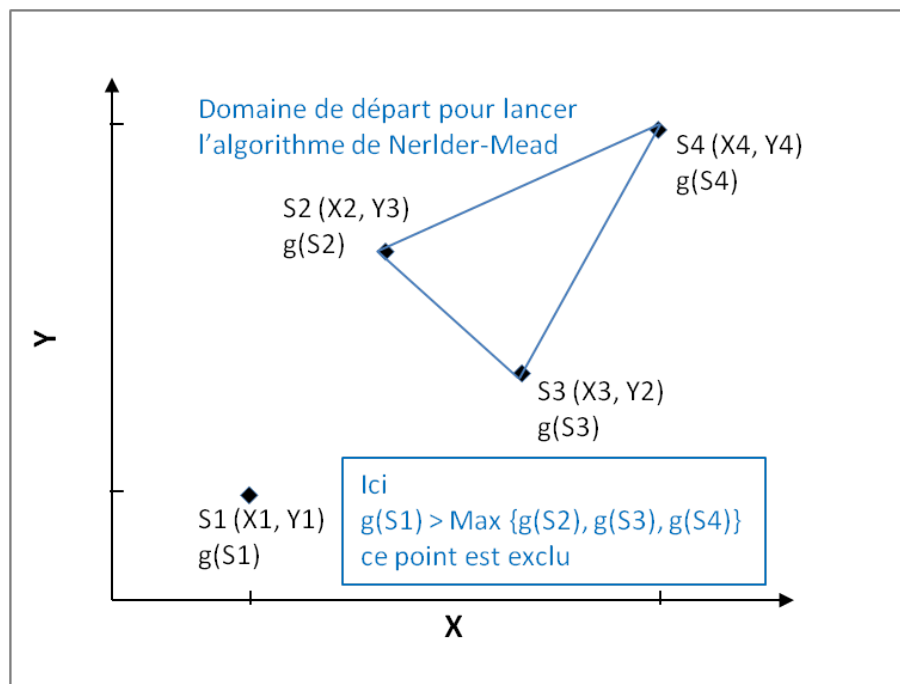 Domaine de départ pour lancer
l'algorithme de Nerlder-Mead
S4 (X4, Y4)
g(S4)
S2 (X2, Y3)
g(S2)
Y
S3 (X3, Y2)
g(S3)
S1 (X1, Y1)
g(S1)
Ici
g(S1) > Max {g(S2), g(S3), g(S4)}
ce point est exclu
X